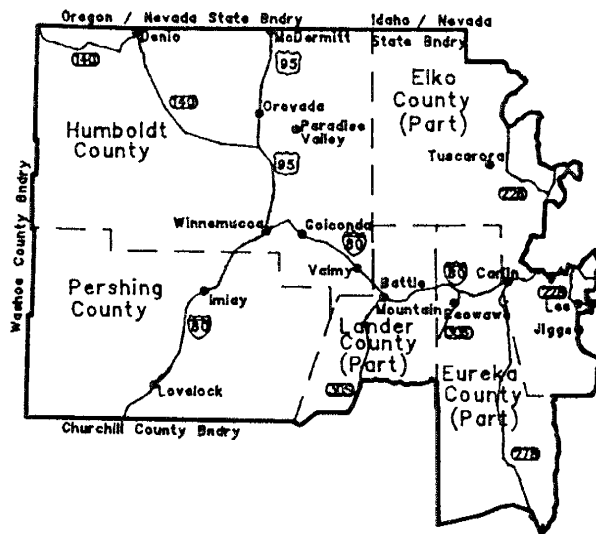 Oregon / Nevada State Bndry
Idaho / Nevada
State Bndry
Denio
McDermitt
140
95
Elko
County
(Part)
140
Orovada
Paradise
Valley
Humboldt
County
95
Tuscarora
226
Washoe County Bndry
Winnemucca
Golconda
80
Valmy
Battle
Mountain
80
Carlin
228
Lee
Jiggs
Pershing
County
Imlay
80
Beowawe
Lander
County
(Part)
305
Eureka
County
(Part)
Lovelock
Churchill County Bndry
278